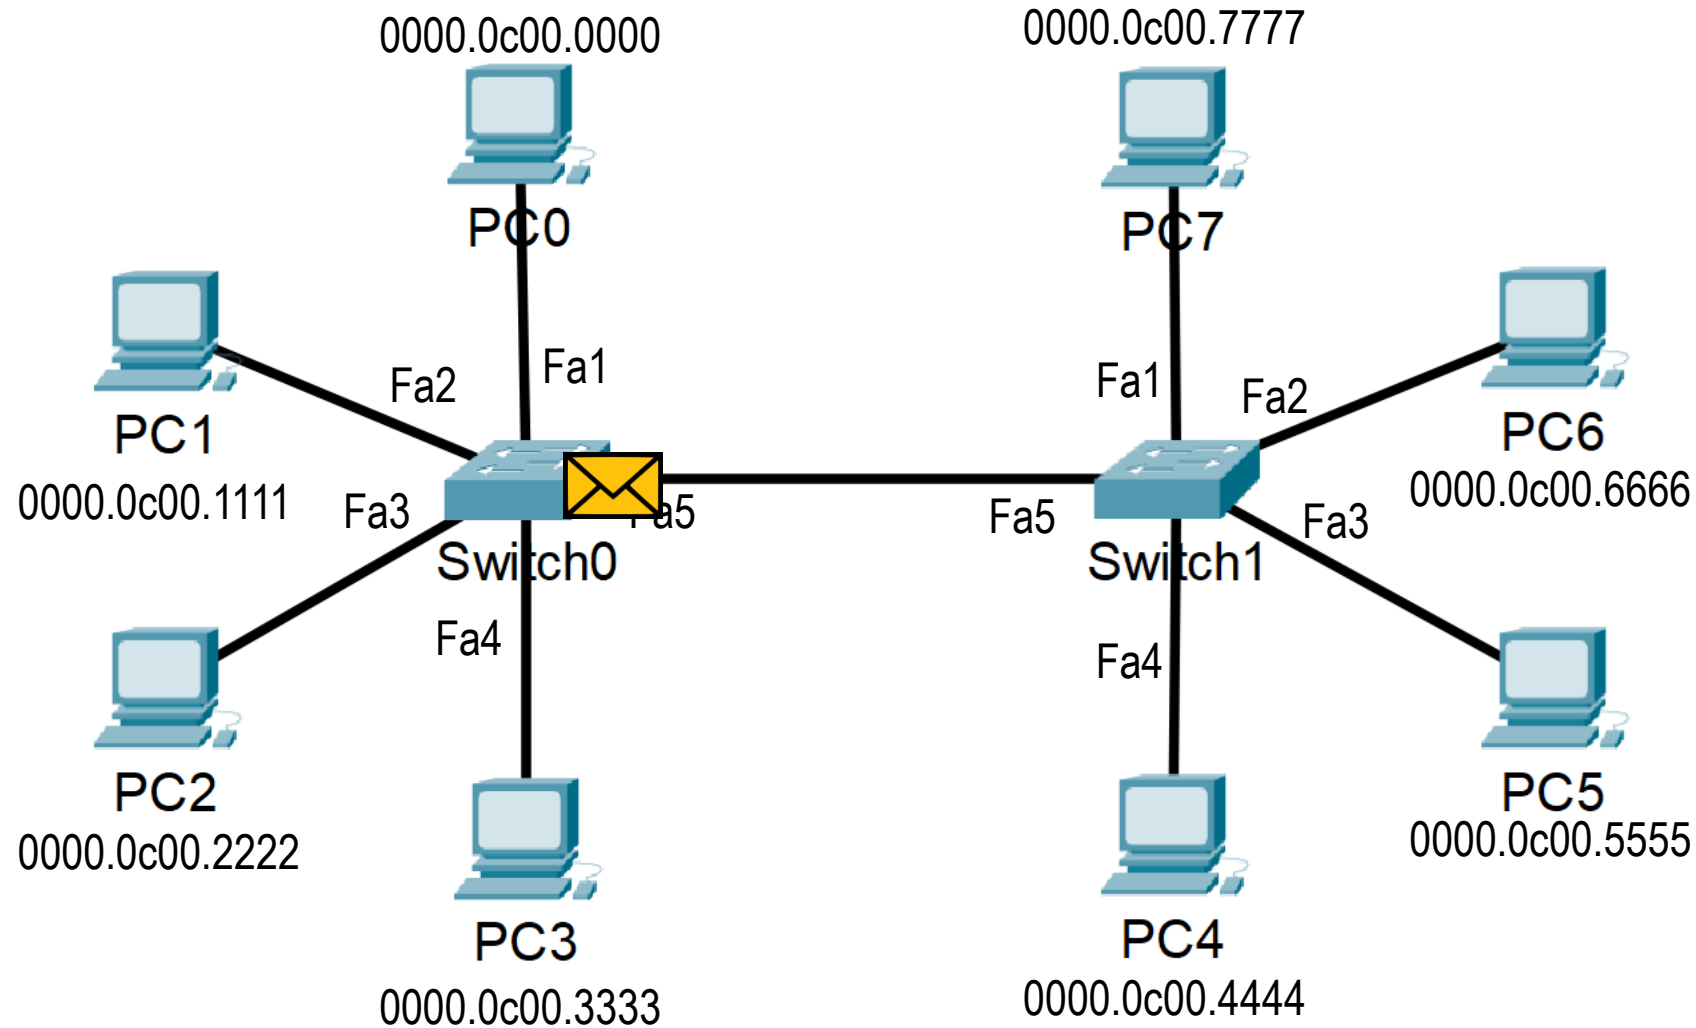 0000.0c00.0000
0000.0c00.7777
PC0
PC7
Fa1
Fa2
Fa1
Fa2
PC1
PC6
0000.0c00.1111
0000.0c00.6666
Fa3
Fa5
Fa5
Fa3
Switch0
Switch1
Fa4
Fa4
PC2
PC5
0000.0c00.2222
0000.0c00.5555
PC3
PC4
0000.0c00.3333
0000.0c00.4444